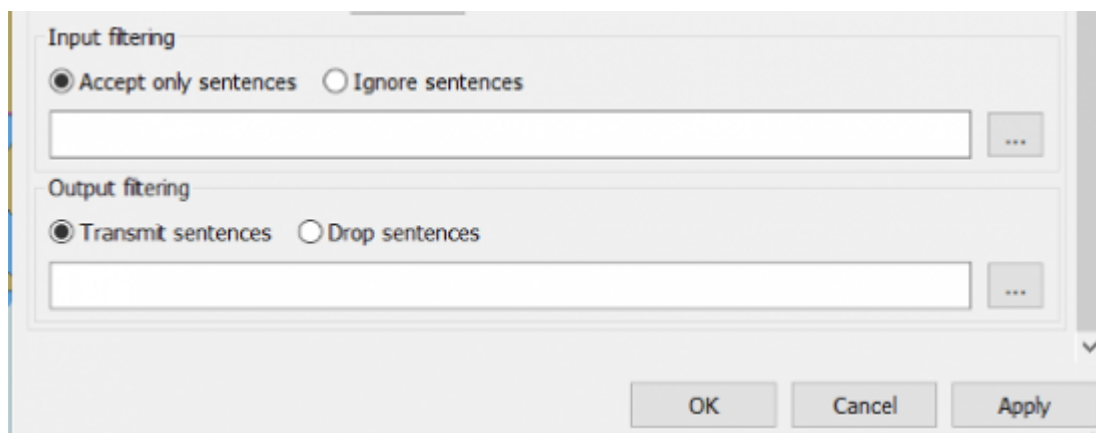 Input filtering
Accept only sentences Ignore sentences
...
Output filtering
Transmit sentences Drop sentences
...
OK Cancel Apply